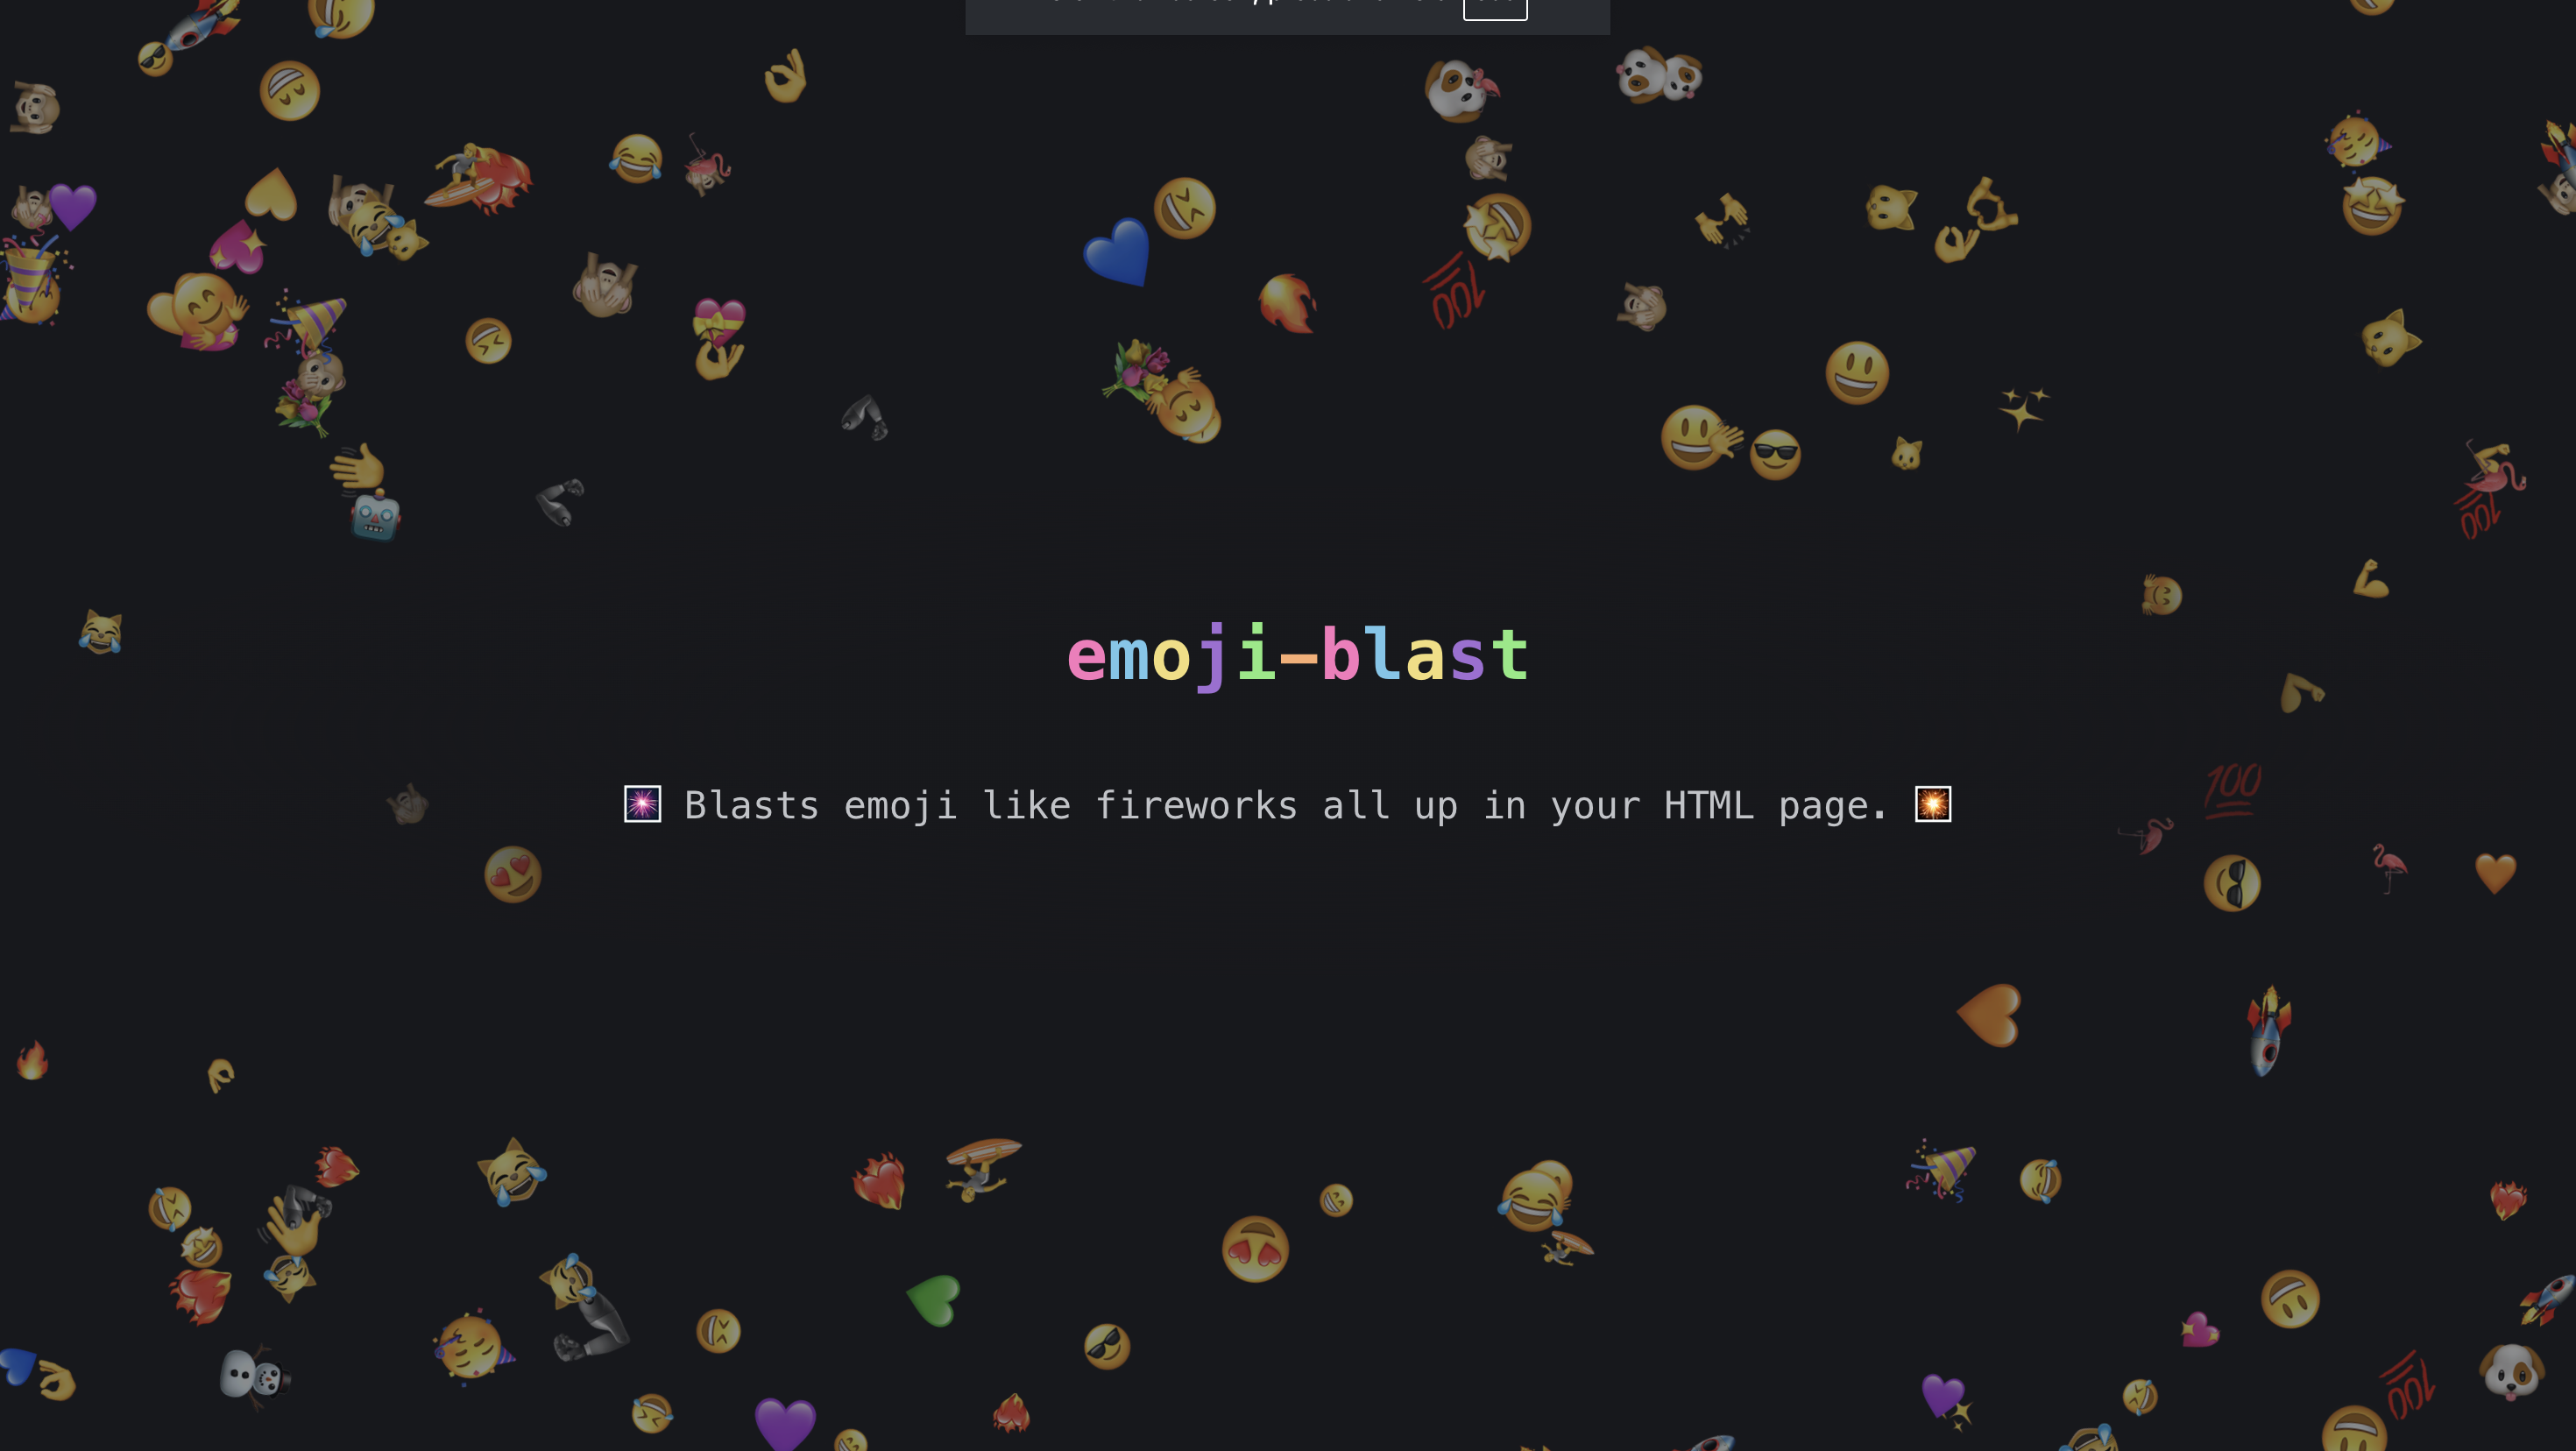 emoji-blast
🎆 Blasts emoji like fireworks all up in your HTML page. 🎇